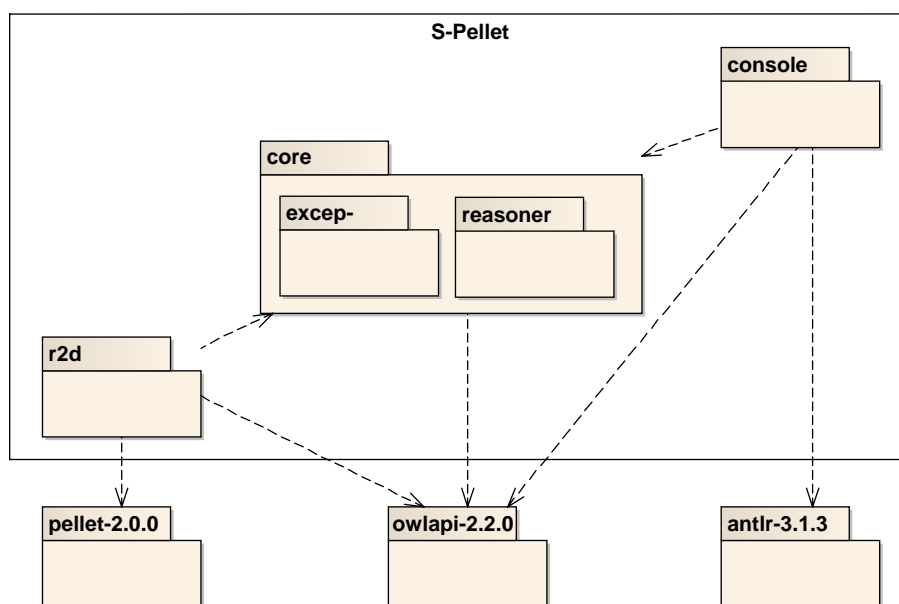 S-Pellet
console
core
excep-
reasoner
r2d
pellet-2.0.0
owlapi-2.2.0
antlr-3.1.3